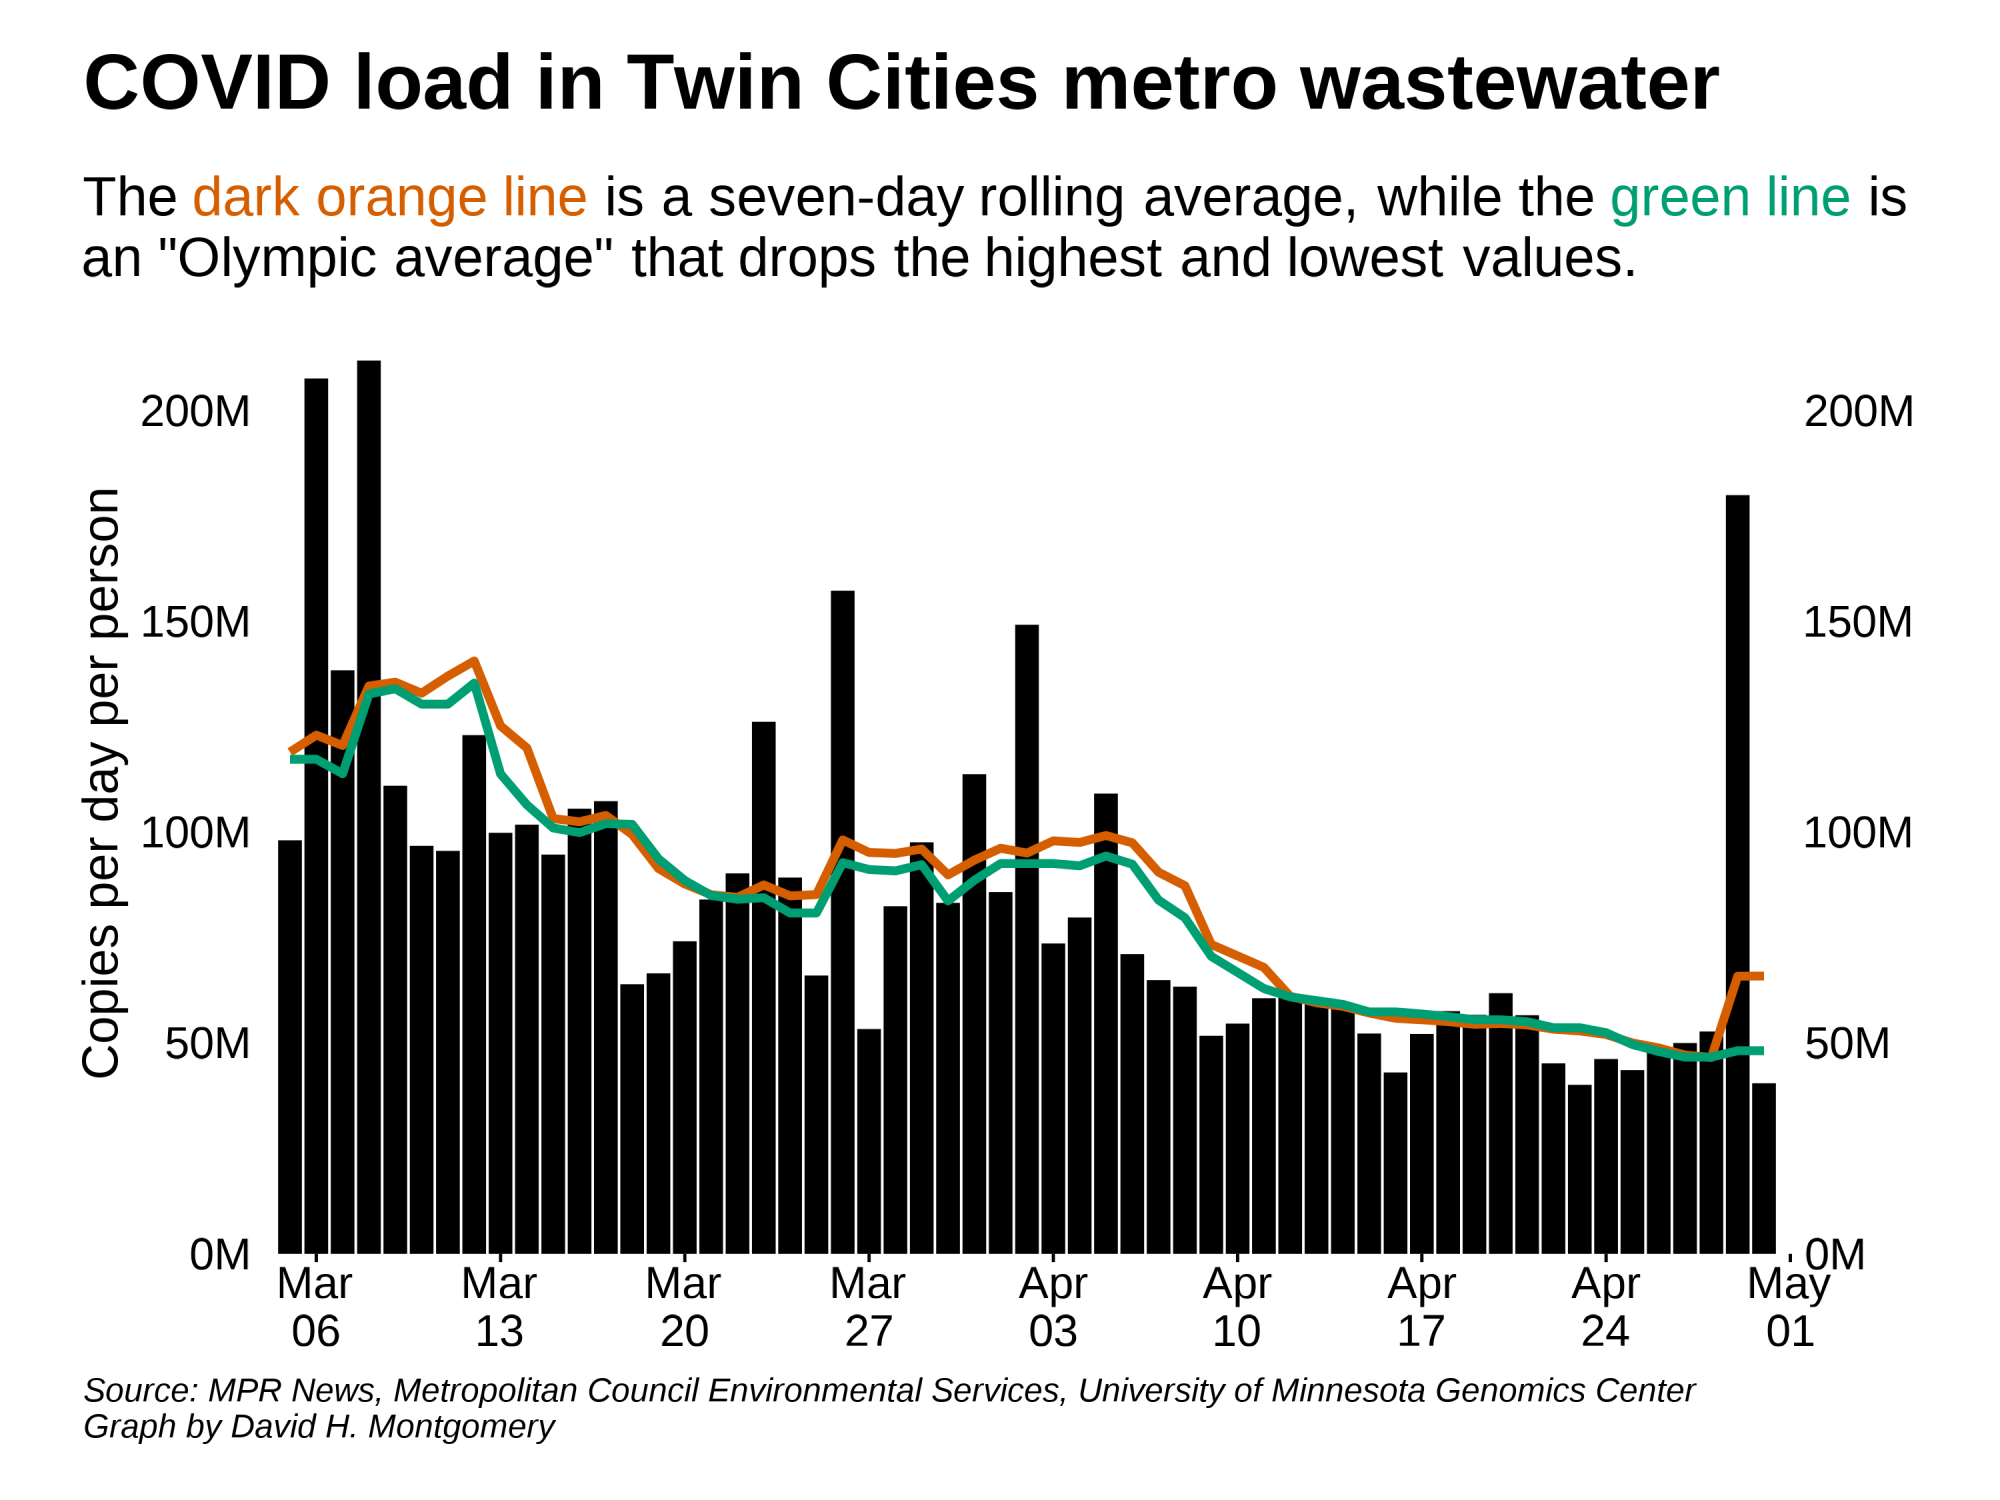 COVID load in Twin Cities metro wastewater
The dark orange line is a seven-day rolling average, while the green line is
an "Olympic average" that drops the highest and lowest values.
Copies per day per person
200M
150M
100M
50M
0M
200M
150M
100M
50M
0M
Mar
06
Mar
13
Mar
20
Mar
27
Apr
03
Apr
10
Apr
17
Apr
24
May
01
Source: MPR News, Metropolitan Council Environmental Services, University of Minnesota Genomics Center
Graph by David H. Montgomery